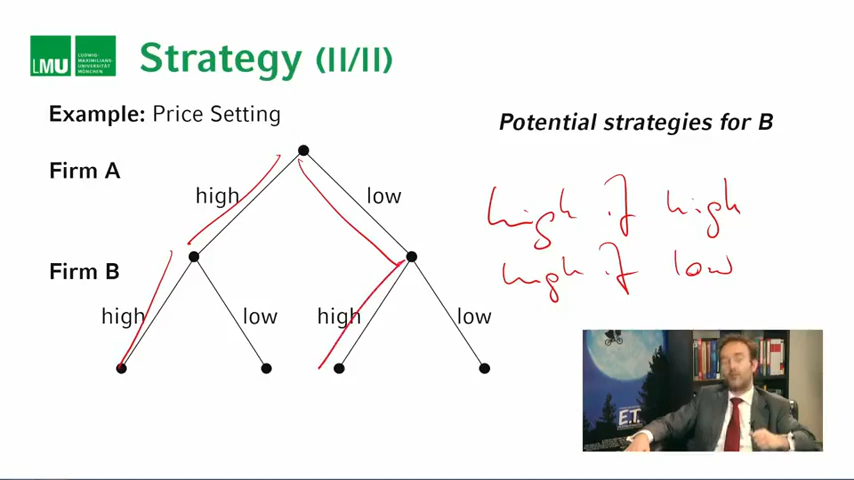 LMU
LUDWIG-
MAXIMILIANS-
UNIVERSITÄT
MÜNCHEN
Strategy (II/II)
Example: Price Setting
Potential strategies for B
Firm A
high
low
high if high
Firm B
high if low
high
low
high
low
E.T.